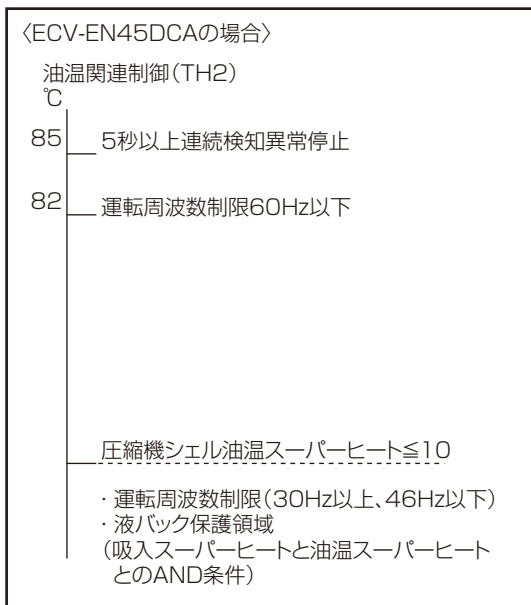 〈ECV-EN45DCAの場合〉
油温関連制御(TH2)
℃
85 5秒以上連続検知異常停止
82 運転周波数制限60Hz以下
圧縮機シェル油温スーパーヒート≦10
・運転周波数制限(30Hz以上、46Hz以下)
・液バック保護領域
(吸入スーパーヒートと油温スーパーヒート
とのAND条件)